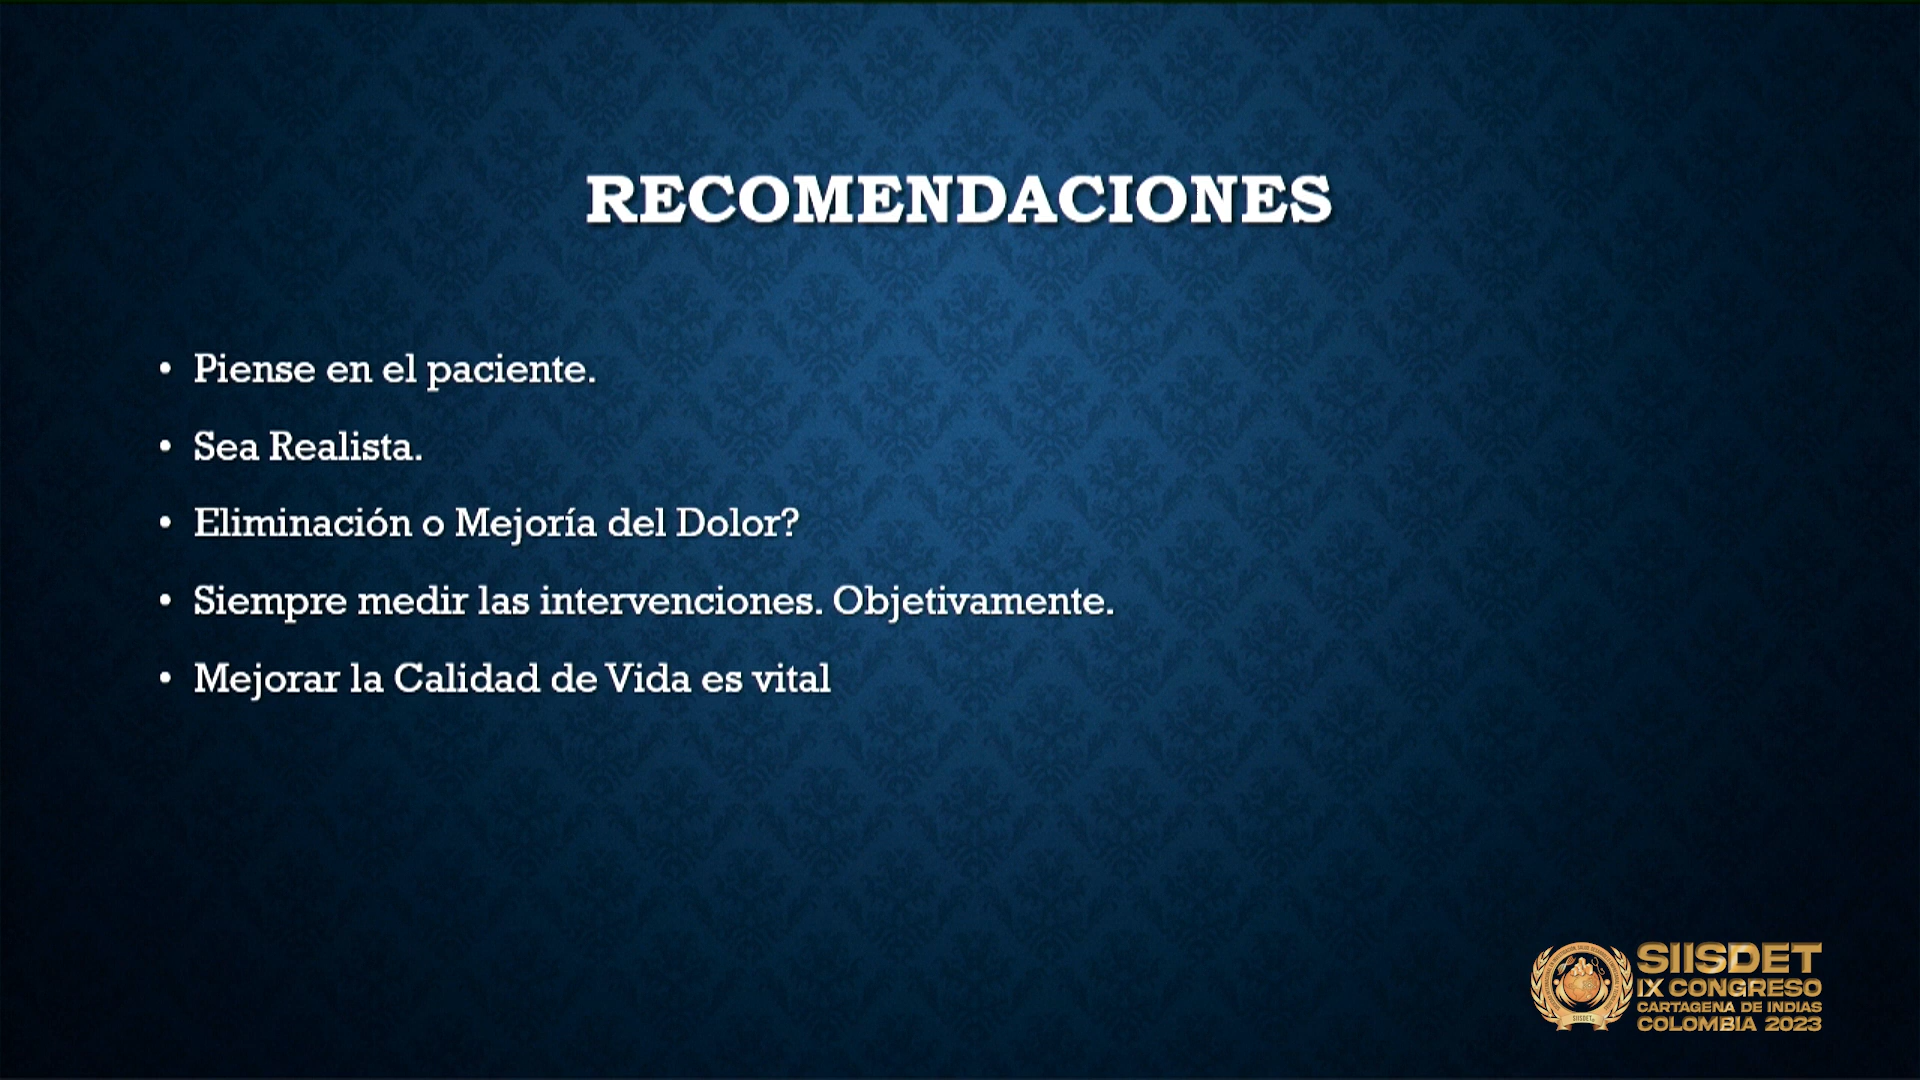 RECOMENDACIONES
• Piense en el paciente.
• Sea Realista.
• Eliminación o Mejoría del Dolor?
• Siempre medir las intervenciones. Objetivamente.
• Mejorar la Calidad de Vida es vital
SIISDET
IX CONGRESO
CARTAGENA DE INDIAS
COLOMBIA 2023
SIISDET